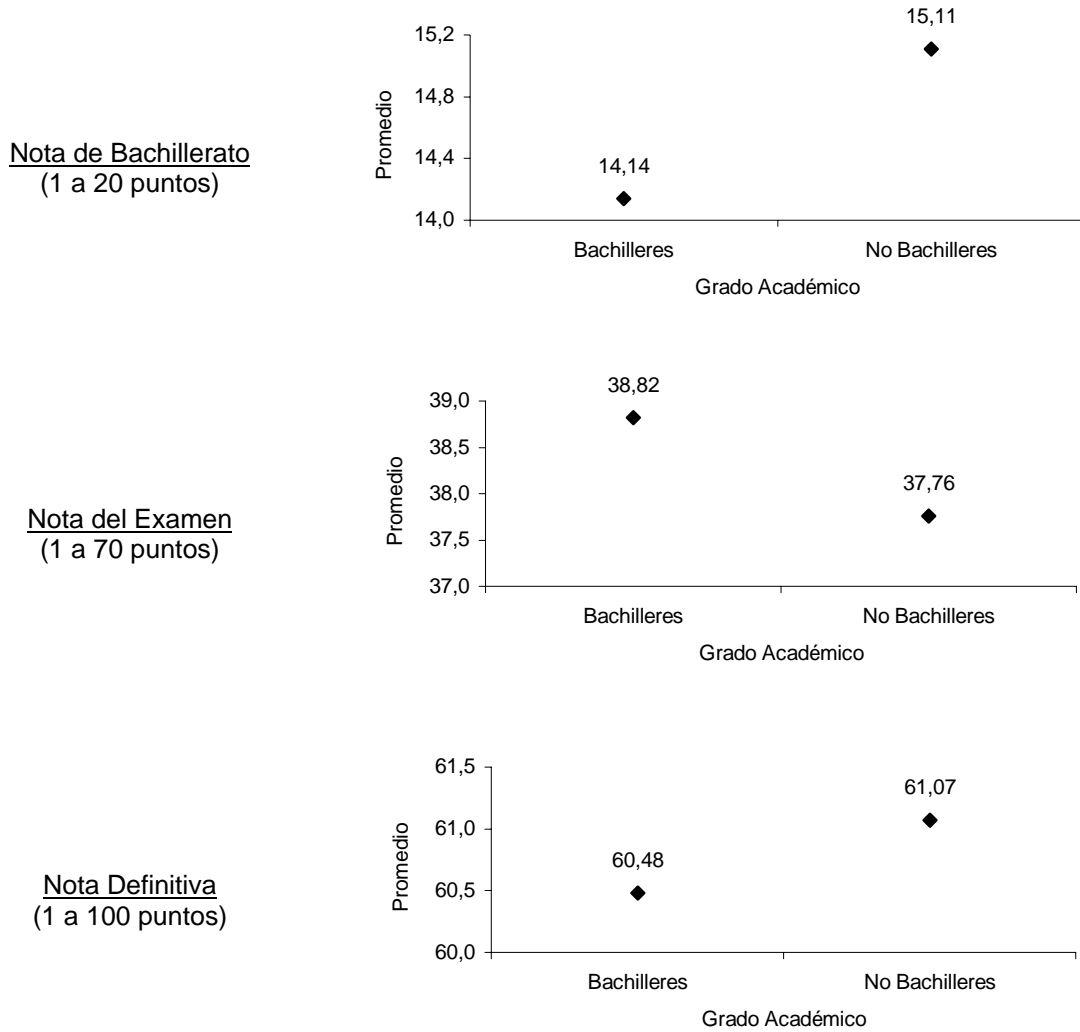 Nota de Bachillerato
(1 a 20 puntos)
15,11
15,2
14,8
14,4
14,14
14,0
Promedio
Bachilleres
No Bachilleres
Grado Académico
Nota del Examen
(1 a 70 puntos)
38,82
39,0
38,5
38,0
37,76
37,5
37,0
Promedio
Bachilleres
No Bachilleres
Grado Académico
Nota Definitiva
(1 a 100 puntos)
61,5
61,07
61,0
60,48
60,5
60,0
Promedio
Bachilleres
No Bachilleres
Grado Académico